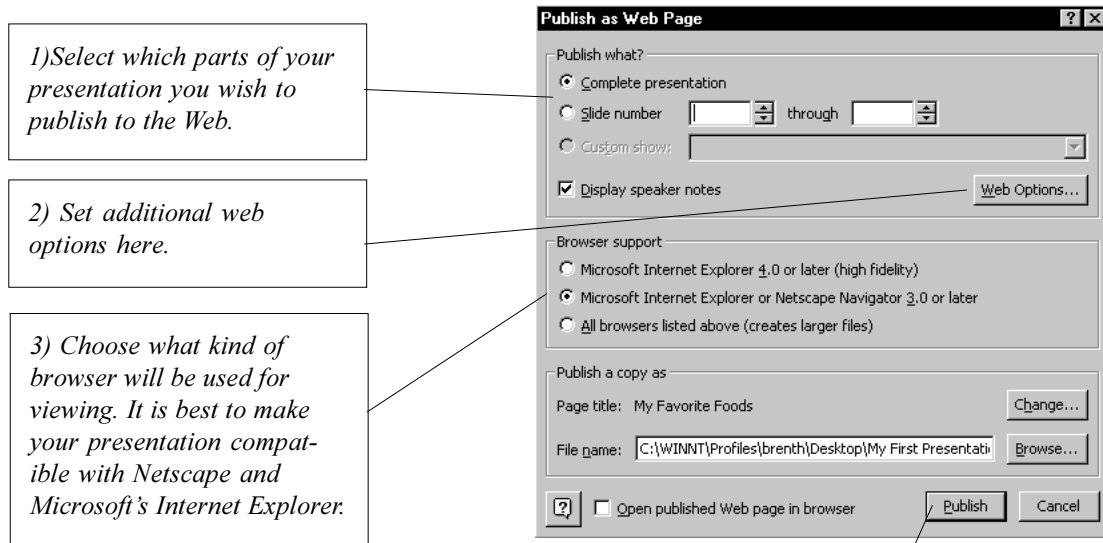 1)Select which parts of your
presentation you wish to
publish to the Web.
2) Set additional web
options here.
3) Choose what kind of
browser will be used for
viewing. It is best to make
your presentation compat-
ible with Netscape and
Microsoft's Internet Explorer.
Publish as Web Page
Publish what?
Complete presentation
Slide number through
Custom show:
Display speaker notes Web Options...
Browser support
Microsoft Internet Explorer 4.0 or later (high fidelity)
Microsoft Internet Explorer or Netscape Navigator 3.0 or later
All browsers listed above (creates larger files)
Publish a copy as
Page title: My Favorite Foods Change...
File name: C:\WINNT\Profiles\brenth\Desktop\My First Presentati Browse...
Open published Web page in browser Publish Cancel